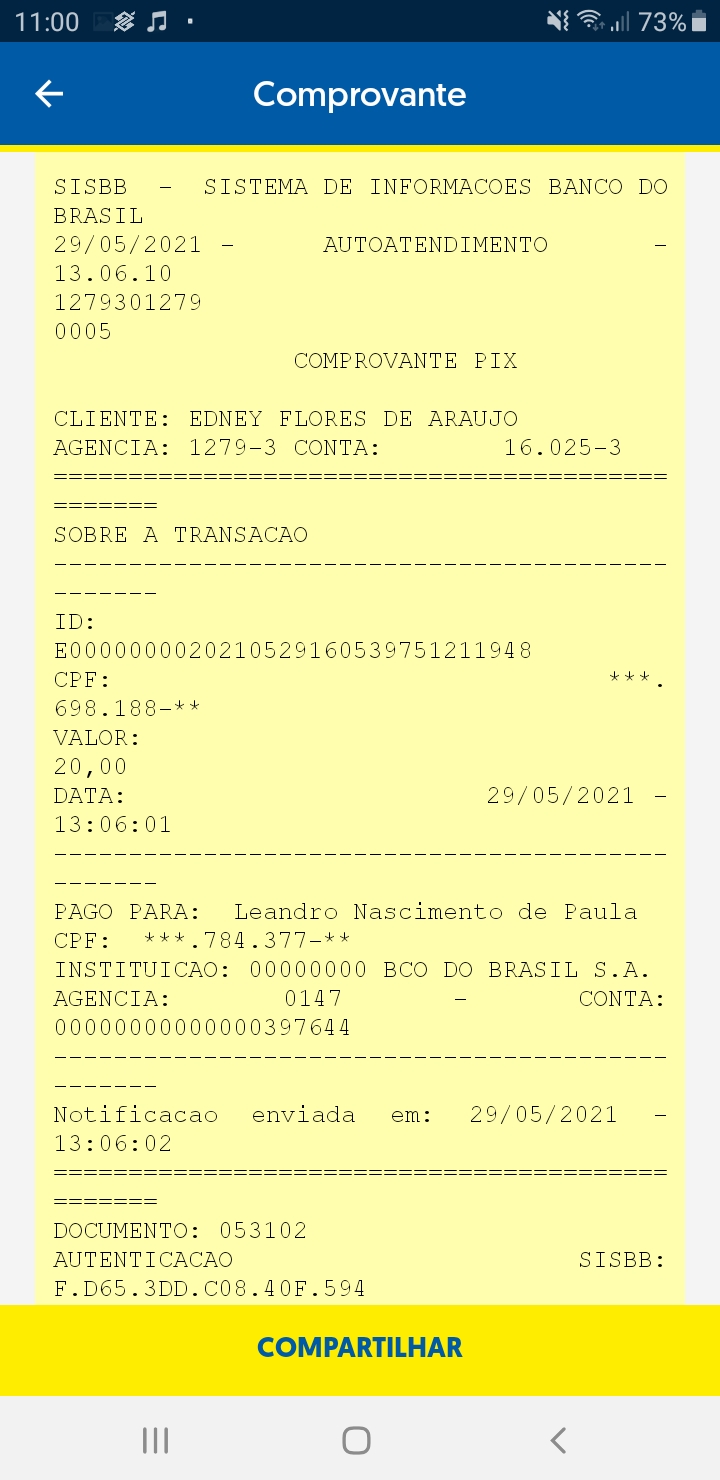 11:00 73%
Comprovante
SISBB - SISTEMA DE INFORMACOES BANCO DO
BRASIL
29/05/2021 - AUTOATENDIMENTO -
13.06.10
1279301279
0005
COMPROVANTE PIX
CLIENTE: EDNEY FLORES DE ARAUJO
AGENCIA: 1279-3 CONTA: 16.025-3
=========================================
=======
SOBRE A TRANSACAO
-----------------------------------------
-------
ID:
E0000000020210529160539751211948
CPF: ***.
698.188-**
VALOR:
20,00
DATA: 29/05/2021 -
13:06:01
-----------------------------------------
-------
PAGO PARA: Leandro Nascimento de Paula
CPF: ***.784.377-**
INSTITUICAO: 00000000 BCO DO BRASIL S.A.
AGENCIA: 0147 - CONTA:
00000000000000397644
-----------------------------------------
-------
Notificacao enviada em: 29/05/2021 -
13:06:02
=========================================
=======
DOCUMENTO: 053102
AUTENTICACAO SISBB:
F.D65.3DD.C08.40F.594
COMPARTILHAR